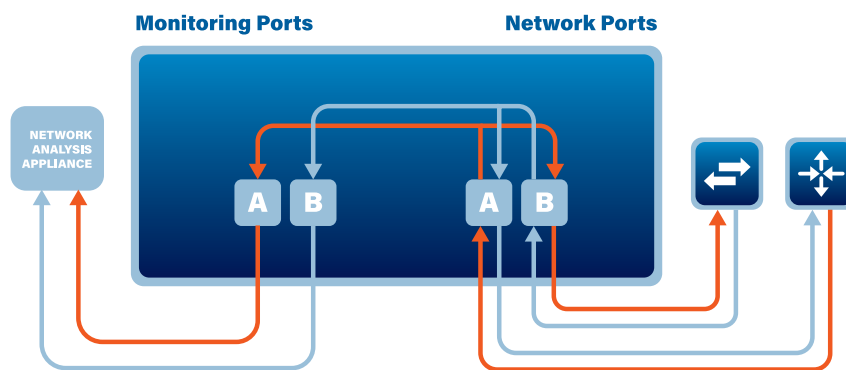 Monitoring Ports
Network Ports
NETWORK
ANALYSIS
APPLIANCE
A
B
A
B